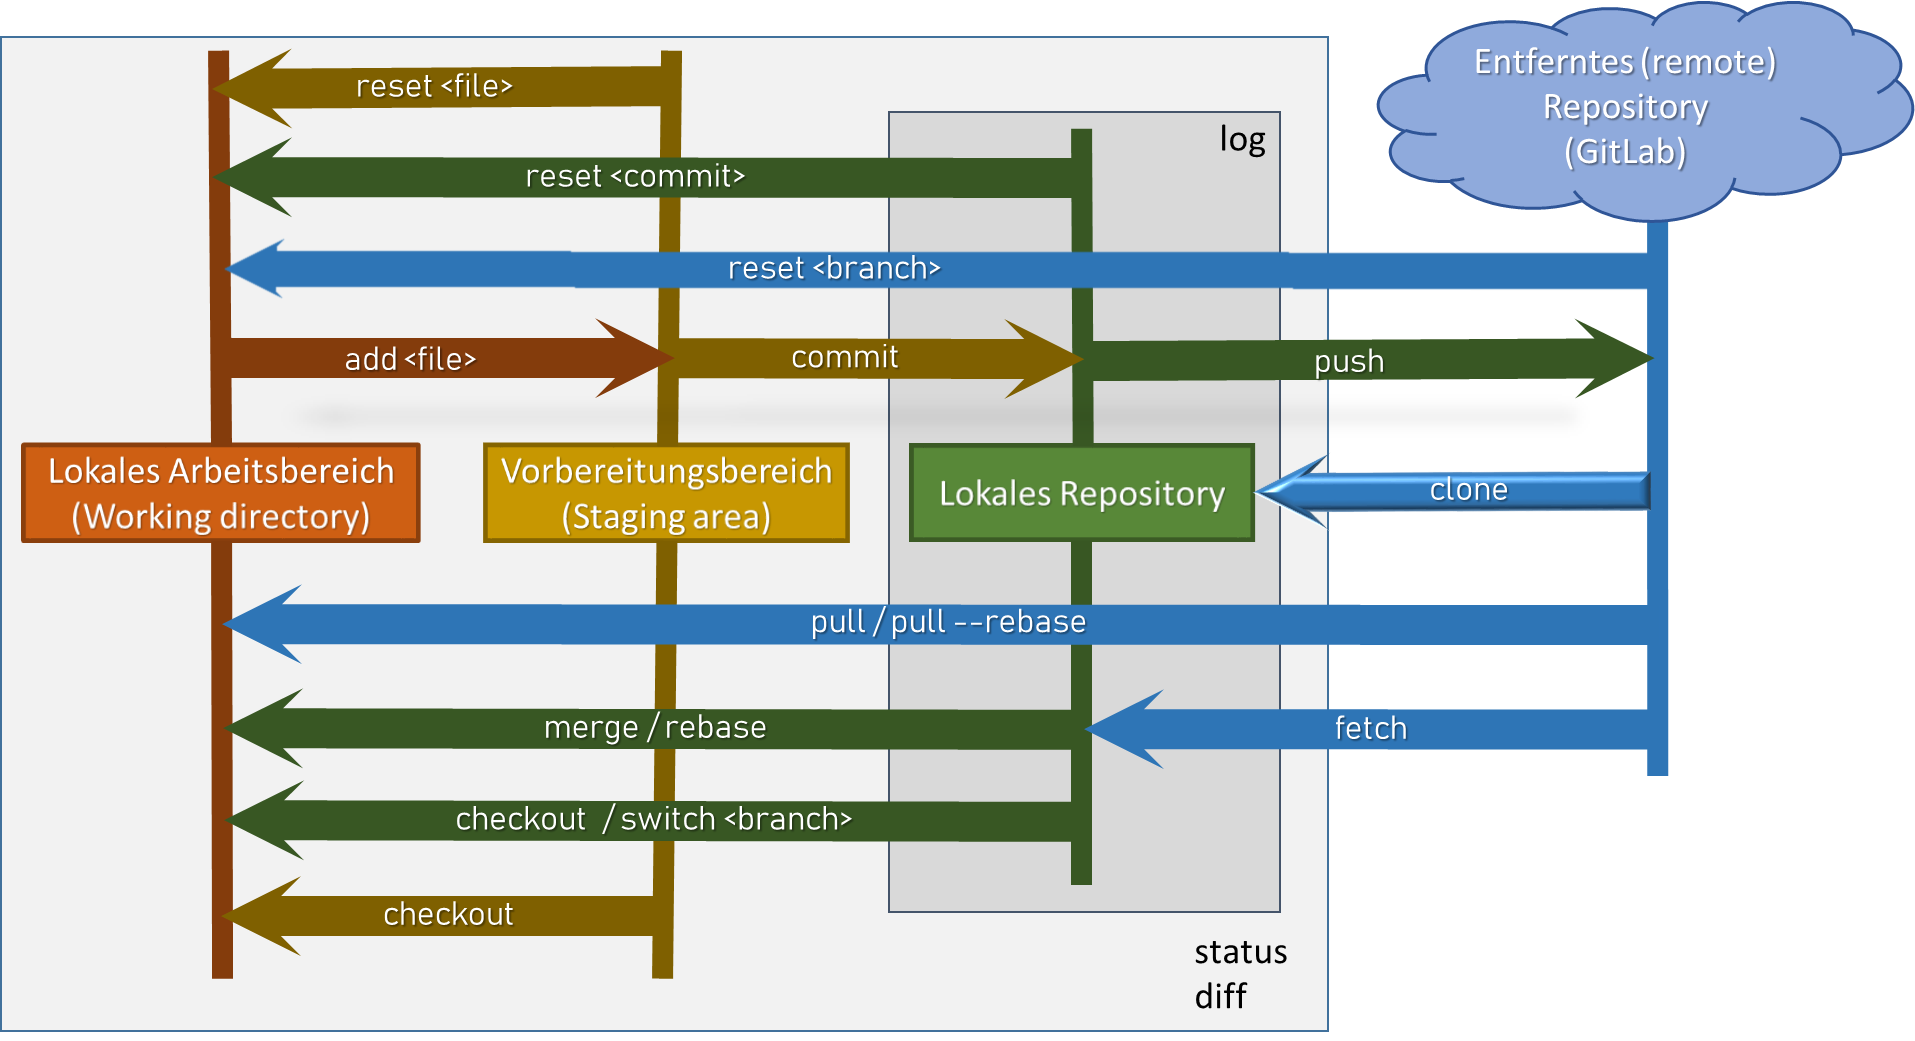 Entferntes (remote)
Repository
(GitLab)
reset <file>
log
reset <commit>
reset <branch>
add <file>
commit
push
Lokales Arbeitsbereich
(Working directory)
Vorbereitungsbereich
(Staging area)
Lokales Repository
clone
pull / pull --rebase
merge / rebase
fetch
checkout / switch <branch>
checkout
status
diff